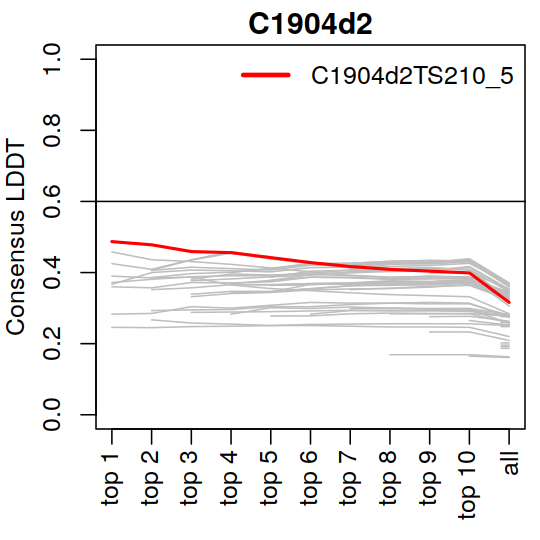 C1904d2
C1904d2TS210_5
Consensus LDDT
1.0
0.8
0.6
0.4
0.2
0.0
top 1
top 2
top 3
top 4
top 5
top 6
top 7
top 8
top 9
top 10
all